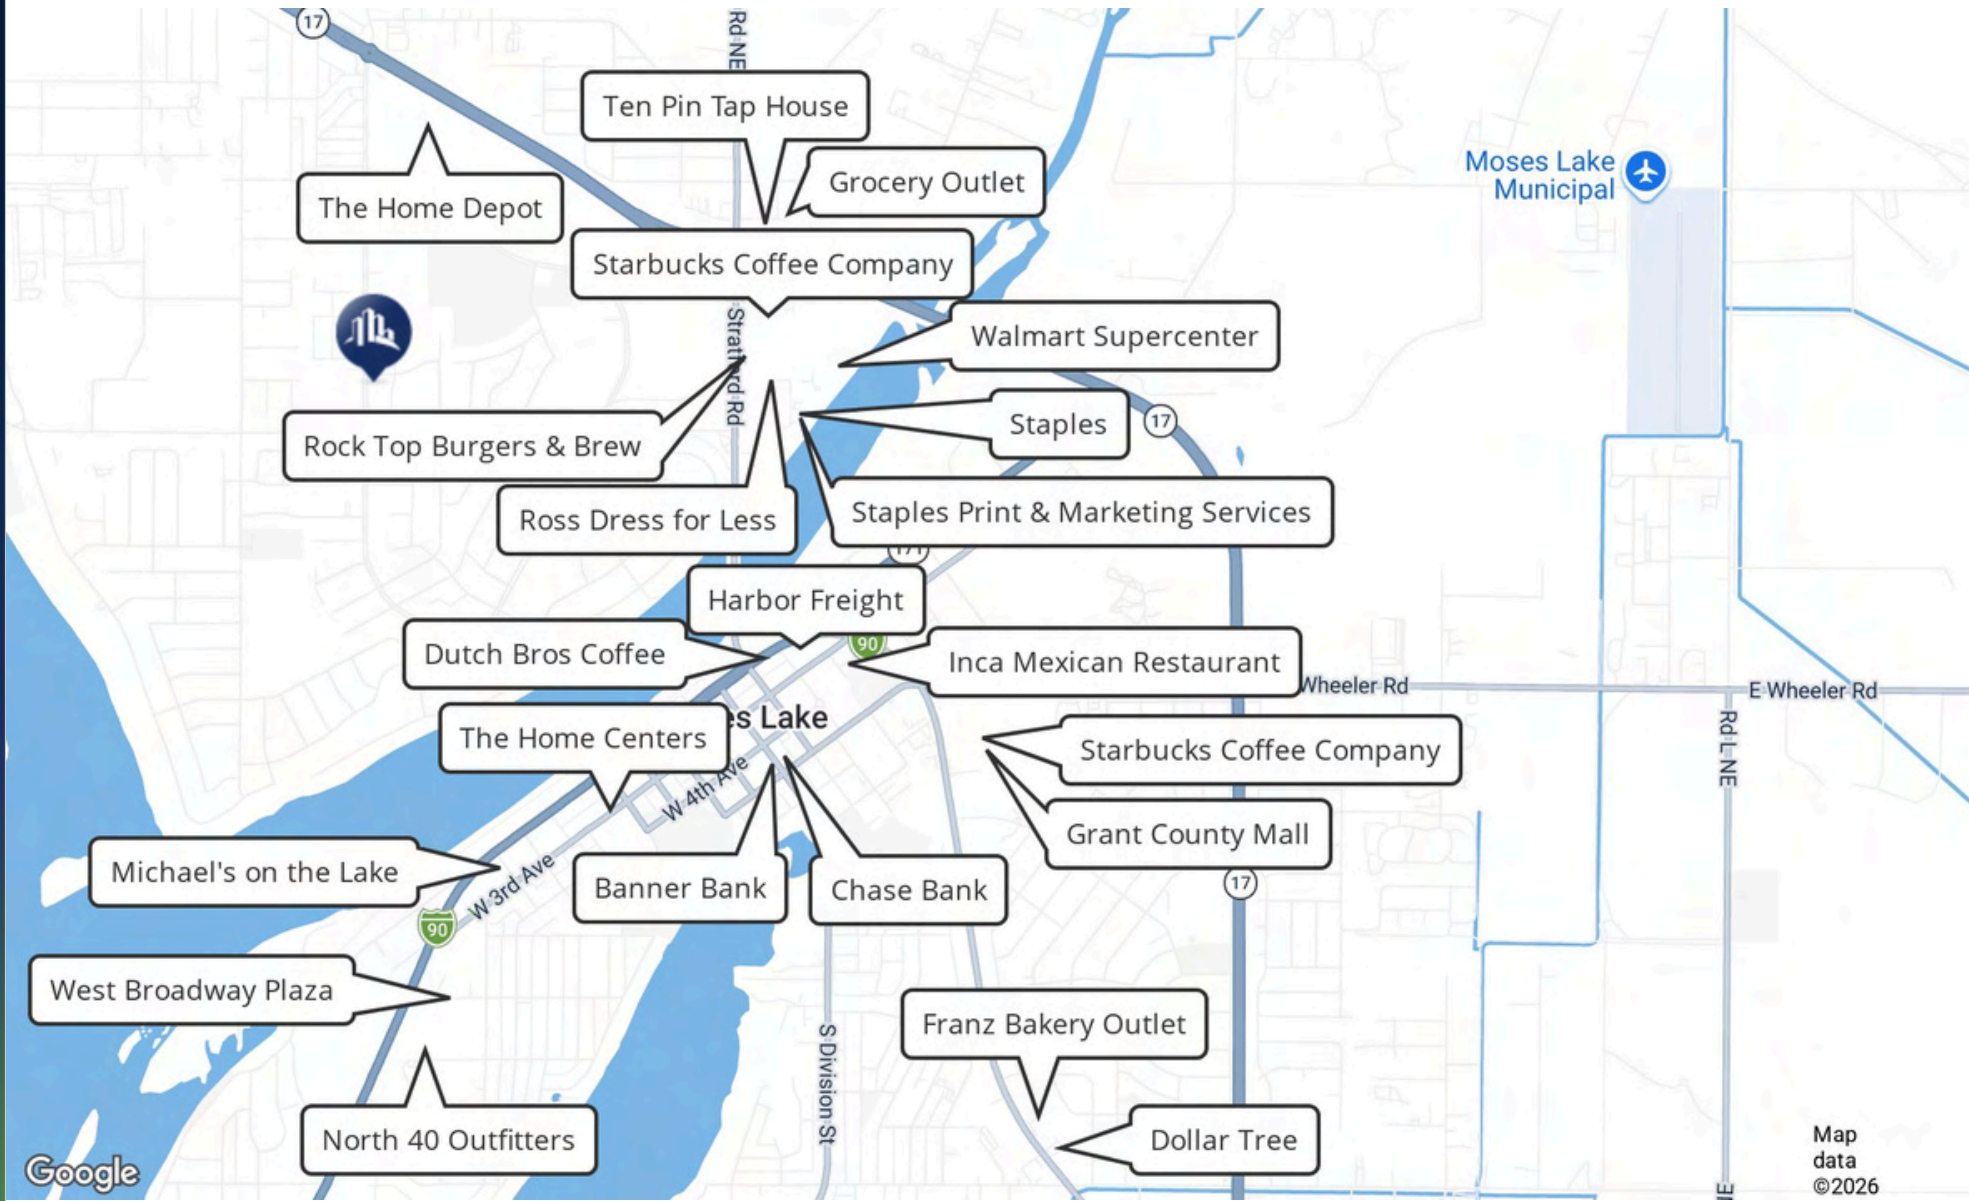 17
Rd NE
Ten Pin Tap House
Grocery Outlet
Moses Lake
Municipal
The Home Depot
Starbucks Coffee Company
Walmart Supercenter
Stratford Rd
Staples
17
Rock Top Burgers & Brew
Ross Dress for Less
Staples Print & Marketing Services
171
Harbor Freight
Dutch Bros Coffee
90
Inca Mexican Restaurant
Wheeler Rd
E Wheeler Rd
Lake
The Home Centers
Starbucks Coffee Company
Rd L NE
W 4th Ave
Grant County Mall
Michael's on the Lake
W 3rd Ave
Banner Bank
Chase Bank
17
90
West Broadway Plaza
Franz Bakery Outlet
S Division St
North 40 Outfitters
Dollar Tree
Google
Map
data
©2026